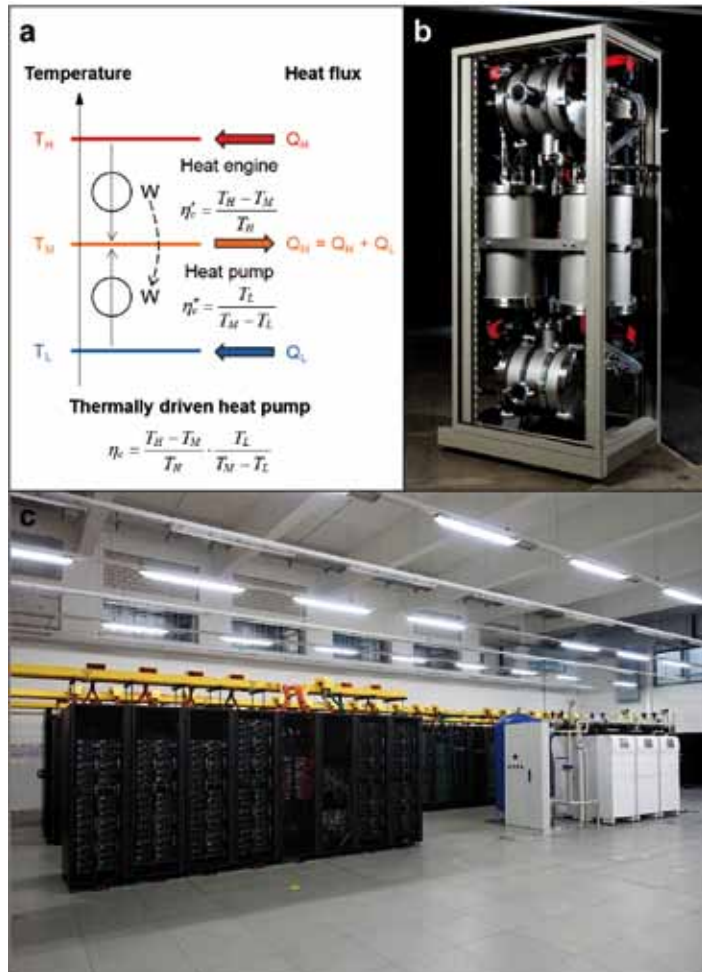 a
b
Temperature
Heat flux
T_H
Q_H
Heat engine
W
η'_c = (T_H − T_M) / T_H
T_M
Q_M = Q_H + Q_L
Heat pump
W
η''_c = T_L / (T_M − T_L)
T_L
Q_L
Thermally driven heat pump
η_c = (T_H − T_M) / T_H · T_L / (T_M − T_L)
c